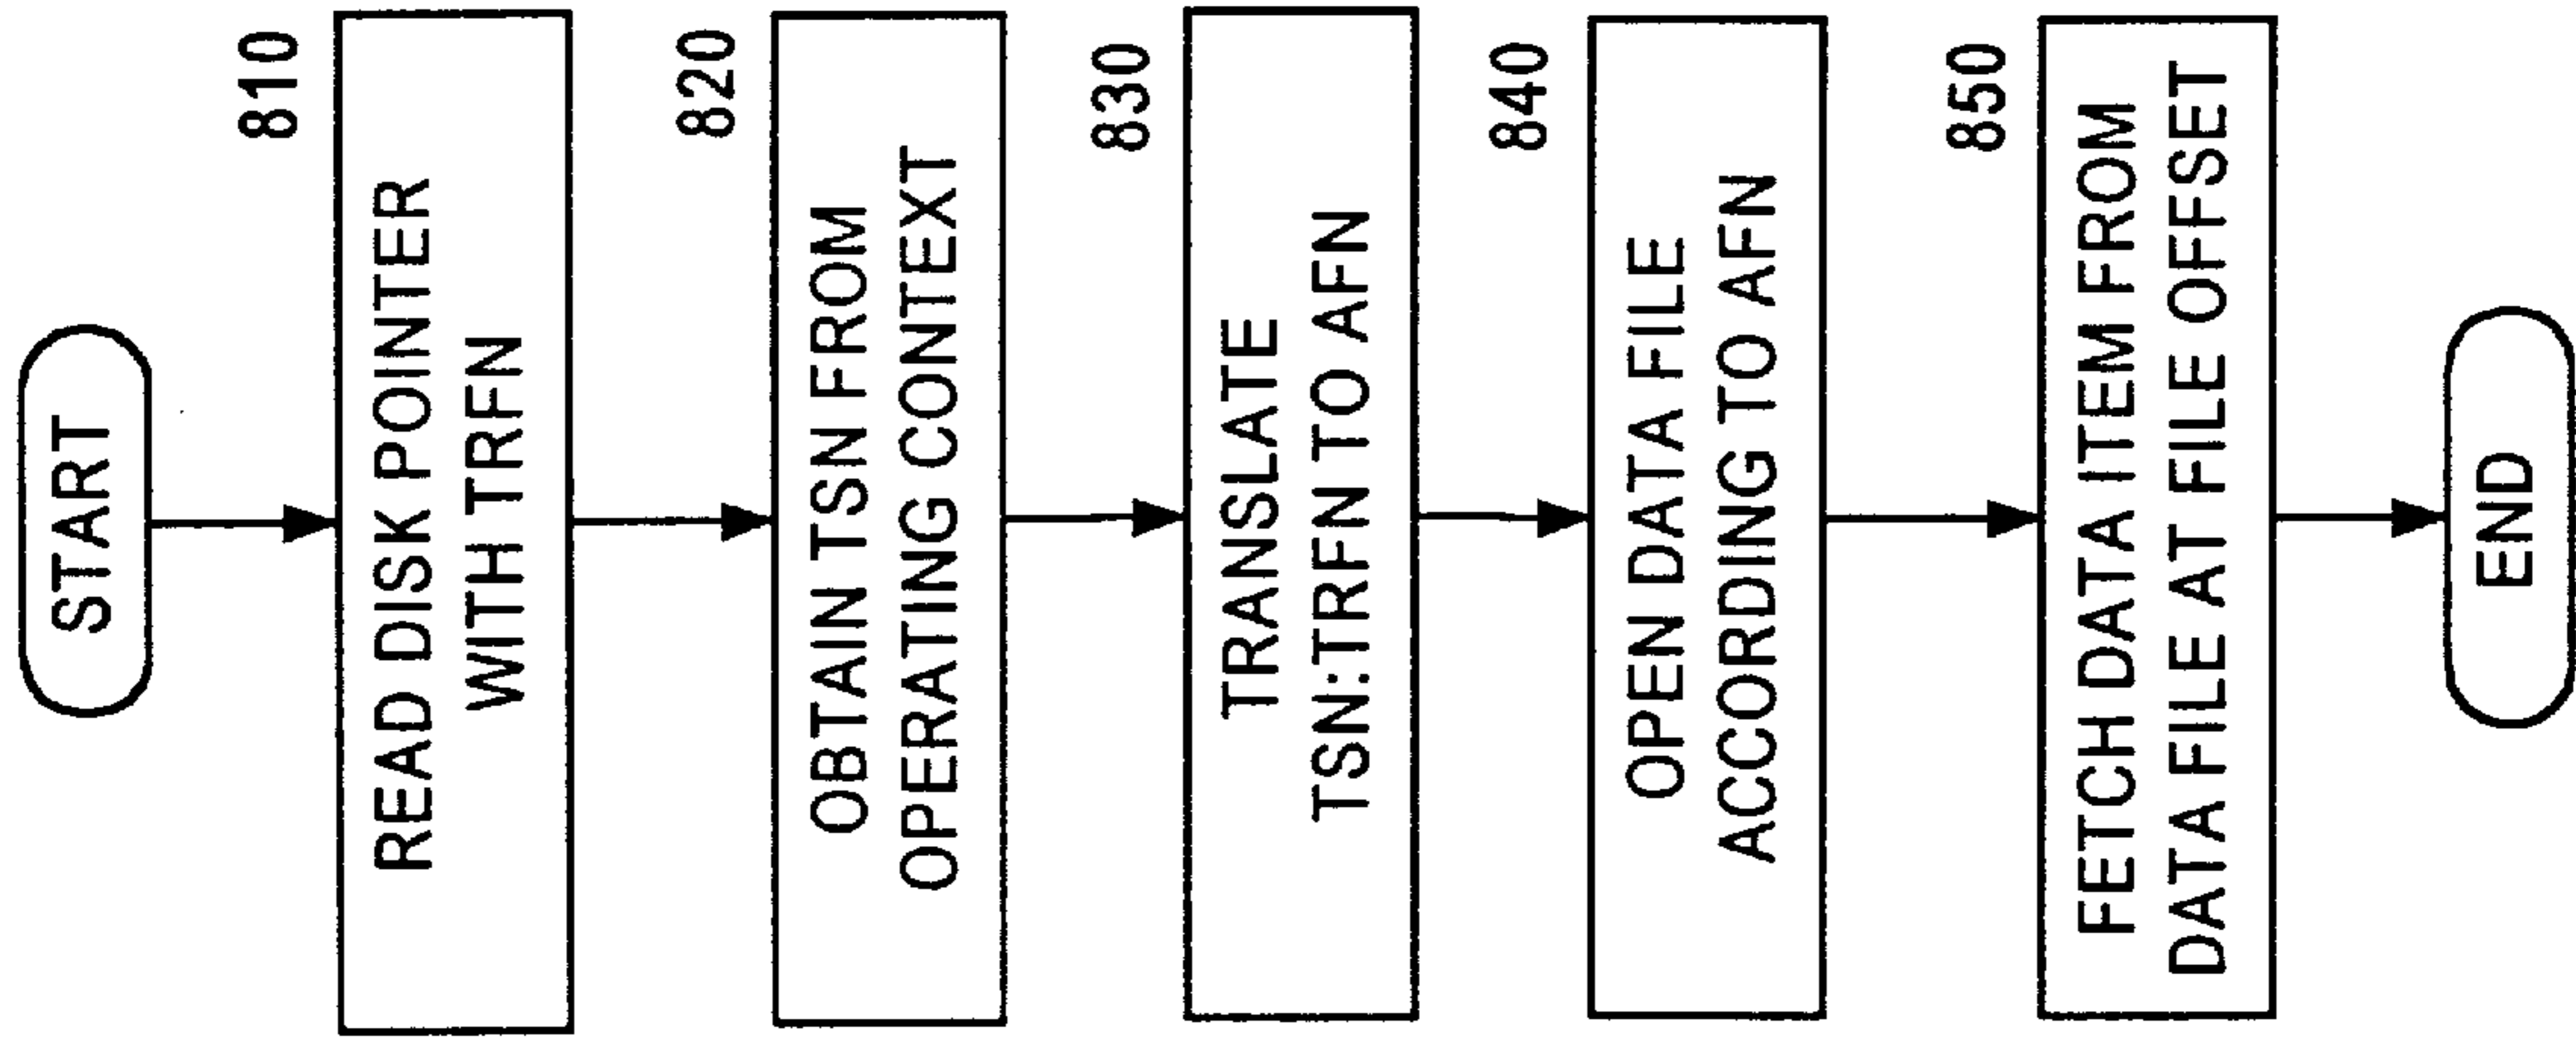 START
810
READ DISK POINTER
WITH TRFN
820
OBTAIN TSN FROM
OPERATING CONTEXT
830
TRANSLATE
TSN:TRFN TO AFN
840
OPEN DATA FILE
ACCORDING TO AFN
850
FETCH DATA ITEM FROM
DATA FILE AT FILE OFFSET
END